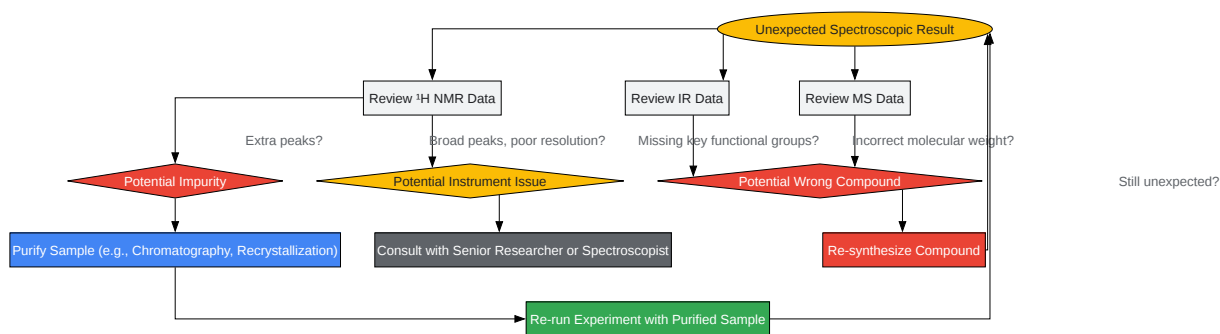 Unexpected Spectroscopic Result
Review ¹H NMR Data
Review IR Data
Review MS Data
Extra peaks?
Broad peaks, poor resolution?
Missing key functional groups?
Incorrect molecular weight?
Potential Impurity
Potential Instrument Issue
Potential Wrong Compound
Still unexpected?
Purify Sample (e.g., Chromatography, Recrystallization)
Consult with Senior Researcher or Spectroscopist
Re-synthesize Compound
Re-run Experiment with Purified Sample